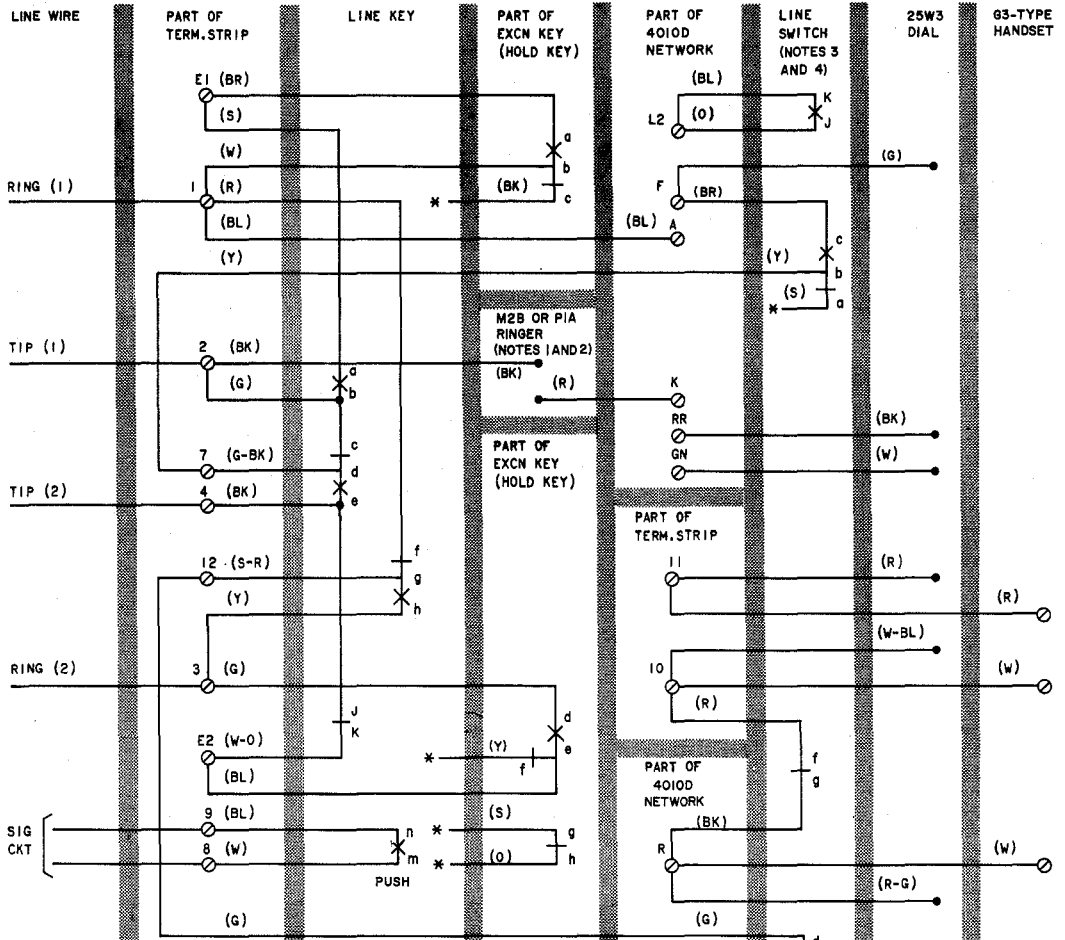 LINE WIRE
PART OF
TERM.STRIP
LINE KEY
PART OF
EXCN KEY
(HOLD KEY)
PART OF
4010D
NETWORK
LINE
SWITCH
(NOTES 3
AND 4)
25W3
DIAL
G3-TYPE
HANDSET
E1 (BR)
(S)
(BL)
K
L2
(O)
J
a
(W)
b
(G)
RING (1)
1
(R)
*
(BK)
c
F
(BR)
(BL)
(BL)
A
c
(Y)
(Y)
b
(S)
*
a
M2B OR P1A
RINGER
(NOTES 1 AND 2)
TIP (1)
2
(BK)
(BK)
a
(G)
b
(R)
K
RR
(BK)
PART OF
EXCN KEY
(HOLD KEY)
c
7
(G-BK)
d
GN
(W)
TIP (2)
4
(BK)
e
PART OF
TERM.STRIP
f
12
(S-R)
g
11
(R)
(Y)
h
(R)
(W-BL)
RING (2)
3
(G)
10
(W)
(R)
J
K
d
e
E2 (W-O)
*
(Y)
f
(BL)
PART OF
4010D
NETWORK
f
g
SIG
CKT
9
(BL)
n
*
(S)
g
(BK)
8
(W)
m
*
(O)
h
R
(W)
PUSH
(R-G)
(G)
(G)
d